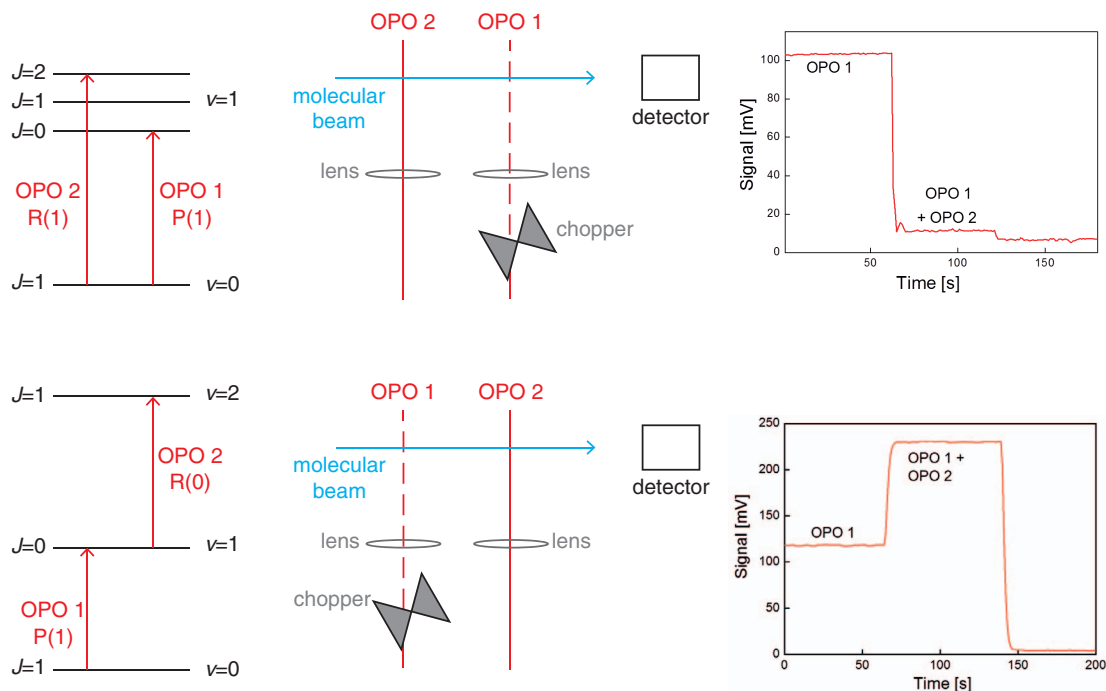 OPO 2
OPO 1
J=2
J=1
v=1
J=0
OPO 2
R(1)
OPO 1
P(1)
J=1
v=0
molecular
beam
detector
lens
lens
chopper
Signal [mV]
100
80
60
40
20
0
OPO 1
OPO 1
+ OPO 2
50
100
150
Time [s]
J=1
v=2
OPO 2
R(0)
J=0
v=1
OPO 1
P(1)
J=1
v=0
OPO 1
OPO 2
molecular
beam
detector
lens
lens
chopper
Signal [mV]
250
200
150
100
50
0
OPO 1
OPO 1 +
OPO 2
0
50
100
150
200
Time [s]